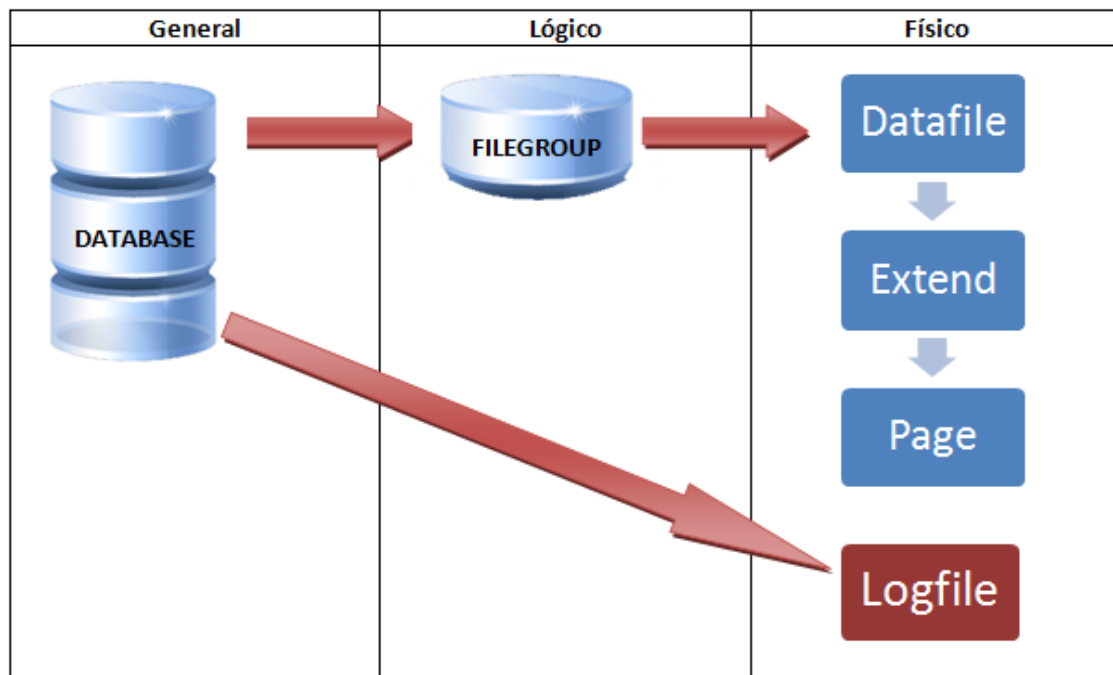 General
Lógico
Físico
DATABASE
FILEGROUP
Datafile
Extend
Page
Logfile